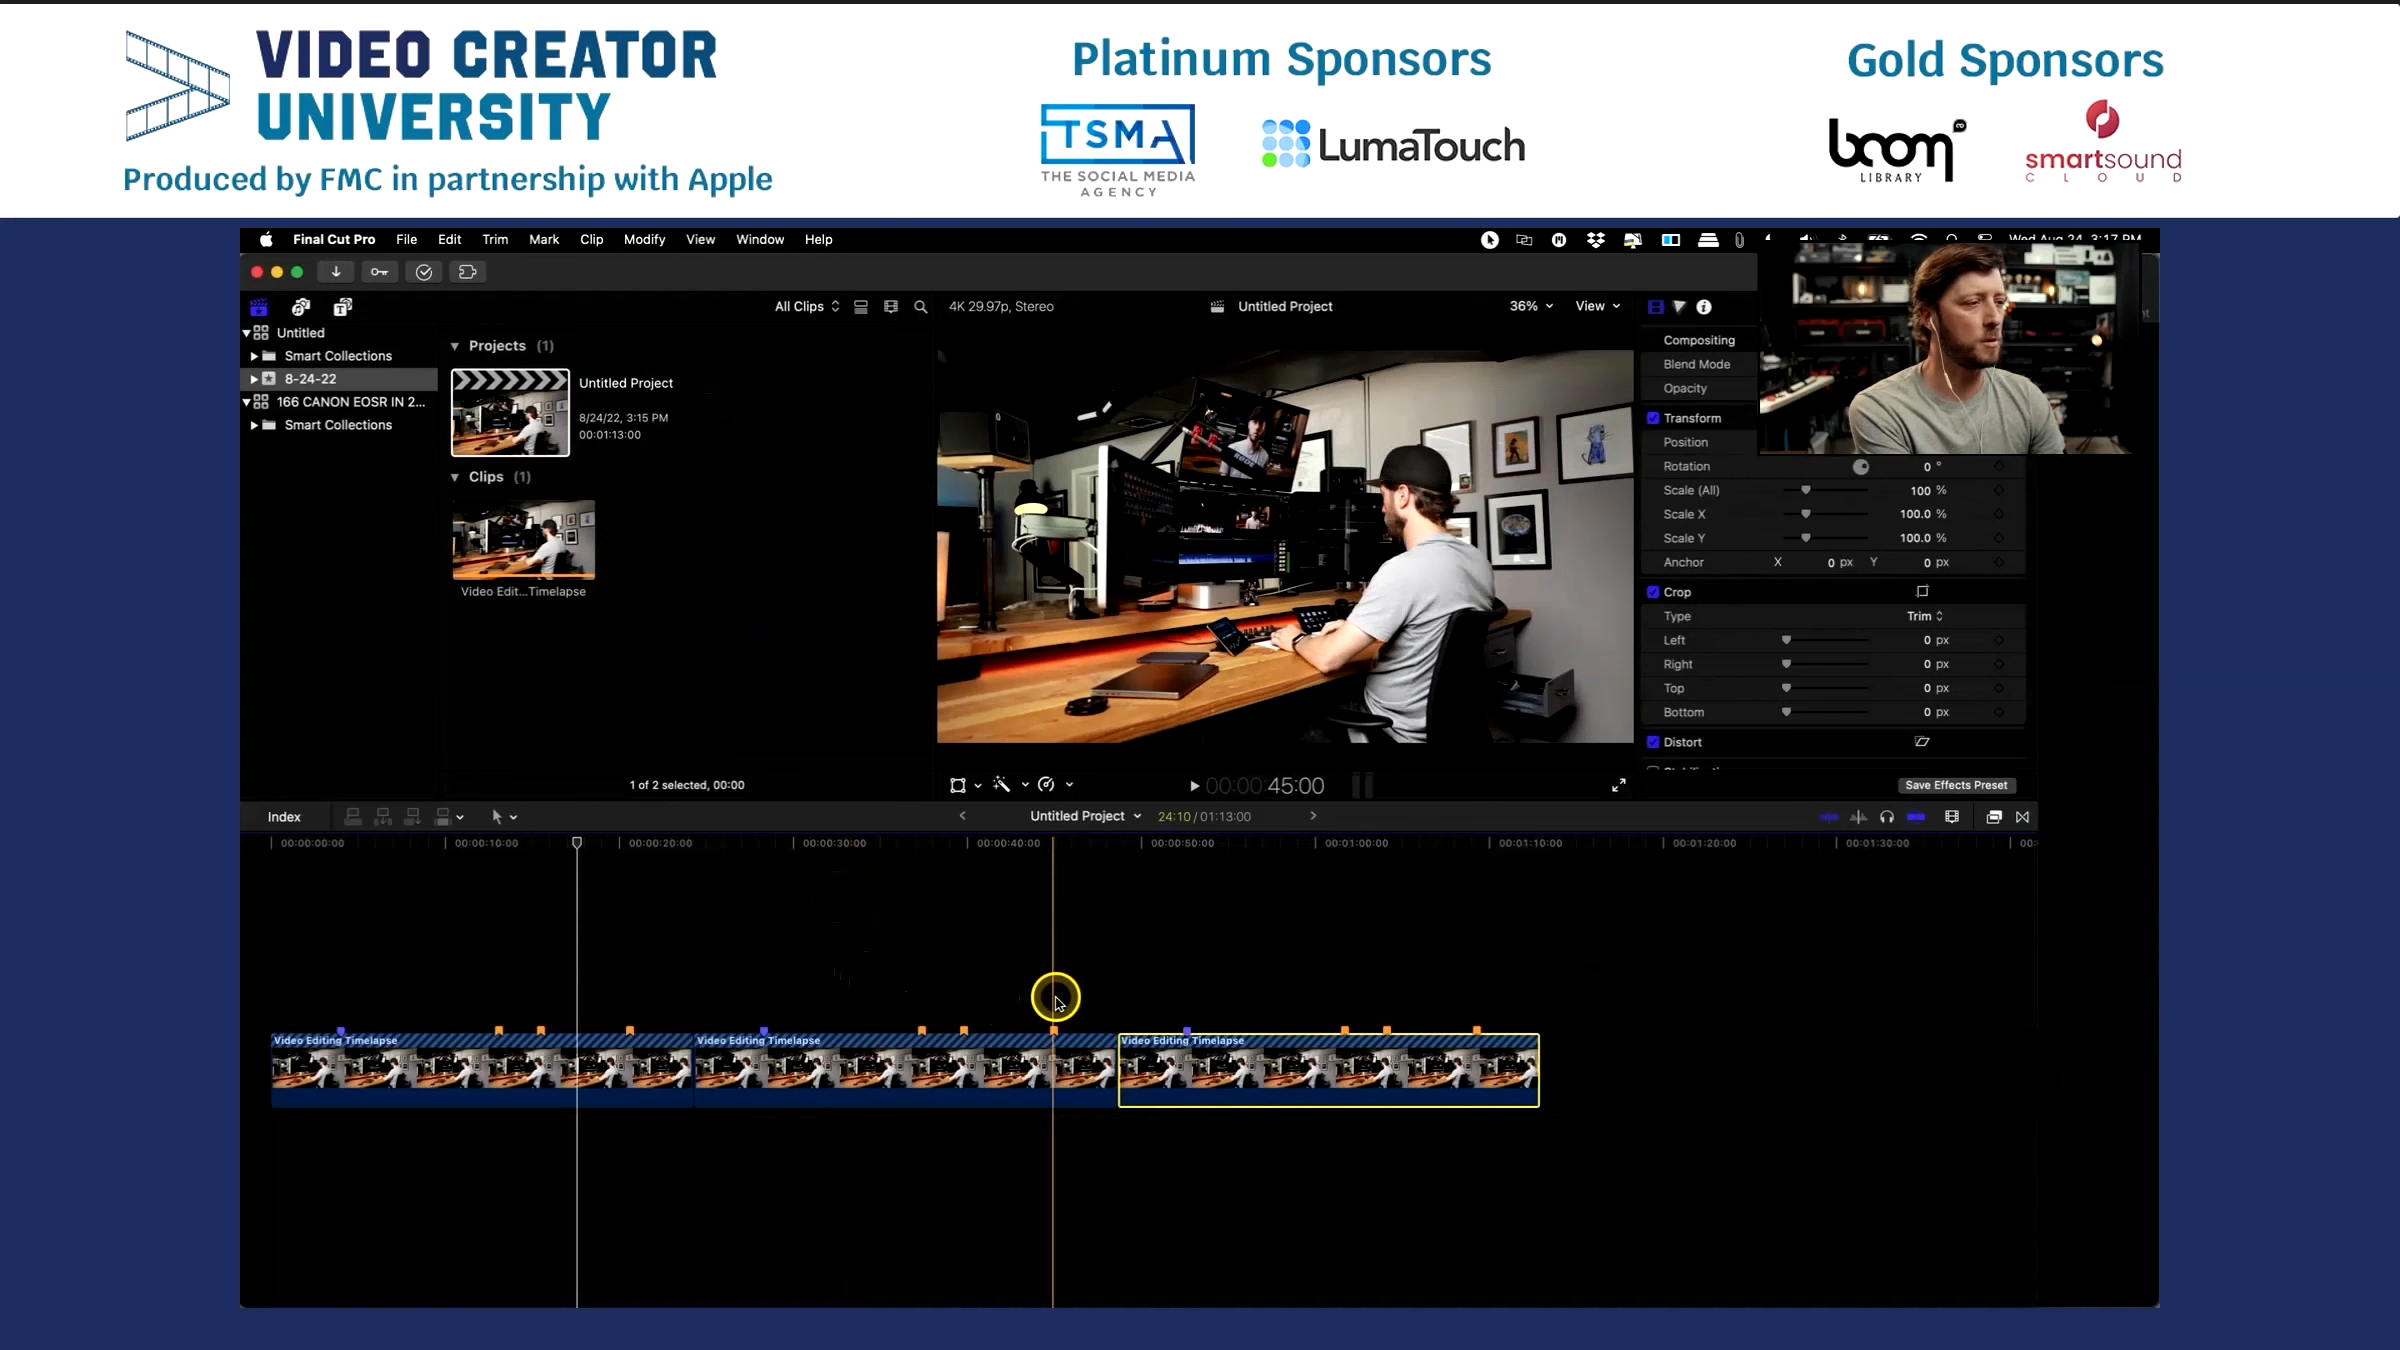 VIDEO CREATOR
UNIVERSITY
Produced by FMC in partnership with Apple
Platinum Sponsors
TSMA
THE SOCIAL MEDIA
AGENCY
LumaTouch
Gold Sponsors
boom
LIBRARY
smartsound
CLOUD
Final Cut Pro File Edit Trim Mark Clip Modify View Window Help
Wed Aug 24 3:17 PM
All Clips
4K 29.97p, Stereo
Untitled Project
36%
View
Untitled
Smart Collections
8-24-22
166 CANON EOSR IN 2...
Smart Collections
Projects (1)
Untitled Project
8/24/22, 3:15 PM
00:01:13:00
Clips (1)
Video Edit...Timelapse
1 of 2 selected, 00:00
RØDE
00:00:45:00
Compositing
Blend Mode
Opacity
Transform
Position
Rotation 0 °
Scale (All) 100 %
Scale X 100.0 %
Scale Y 100.0 %
Anchor X 0 px Y 0 px
Crop
Type Trim
Left 0 px
Right 0 px
Top 0 px
Bottom 0 px
Distort
Save Effects Preset
Index
Untitled Project
24:10 / 01:13:00
00:00:00:00 00:00:10:00 00:00:20:00 00:00:30:00 00:00:40:00 00:00:50:00 00:01:00:00 00:01:10:00 00:01:20:00 00:01:30:00 00:
Video Editing Timelapse
Video Editing Timelapse
Video Editing Timelapse